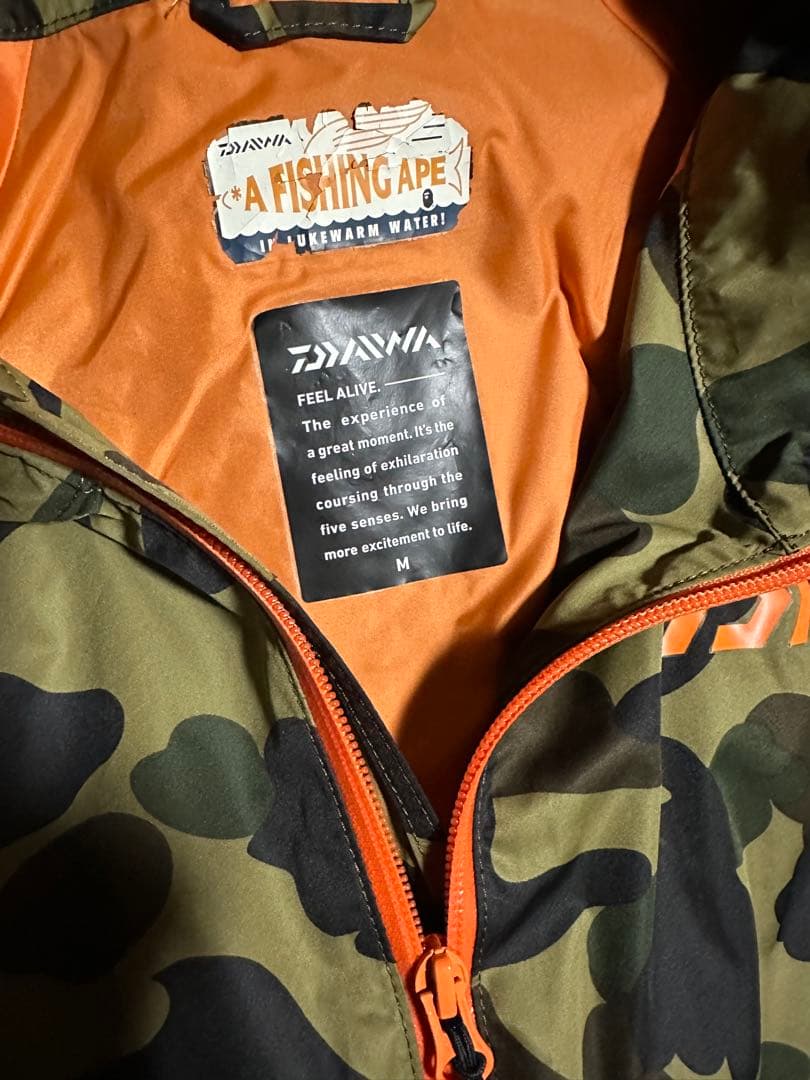 DAIWA
(*A FISHING APE
IN LUKEWARM WATER!
DAIWA
FEEL ALIVE.
The experience of
a great moment. It's the
feeling of exhilaration
coursing through the
five senses. We bring
more excitement to life.
M